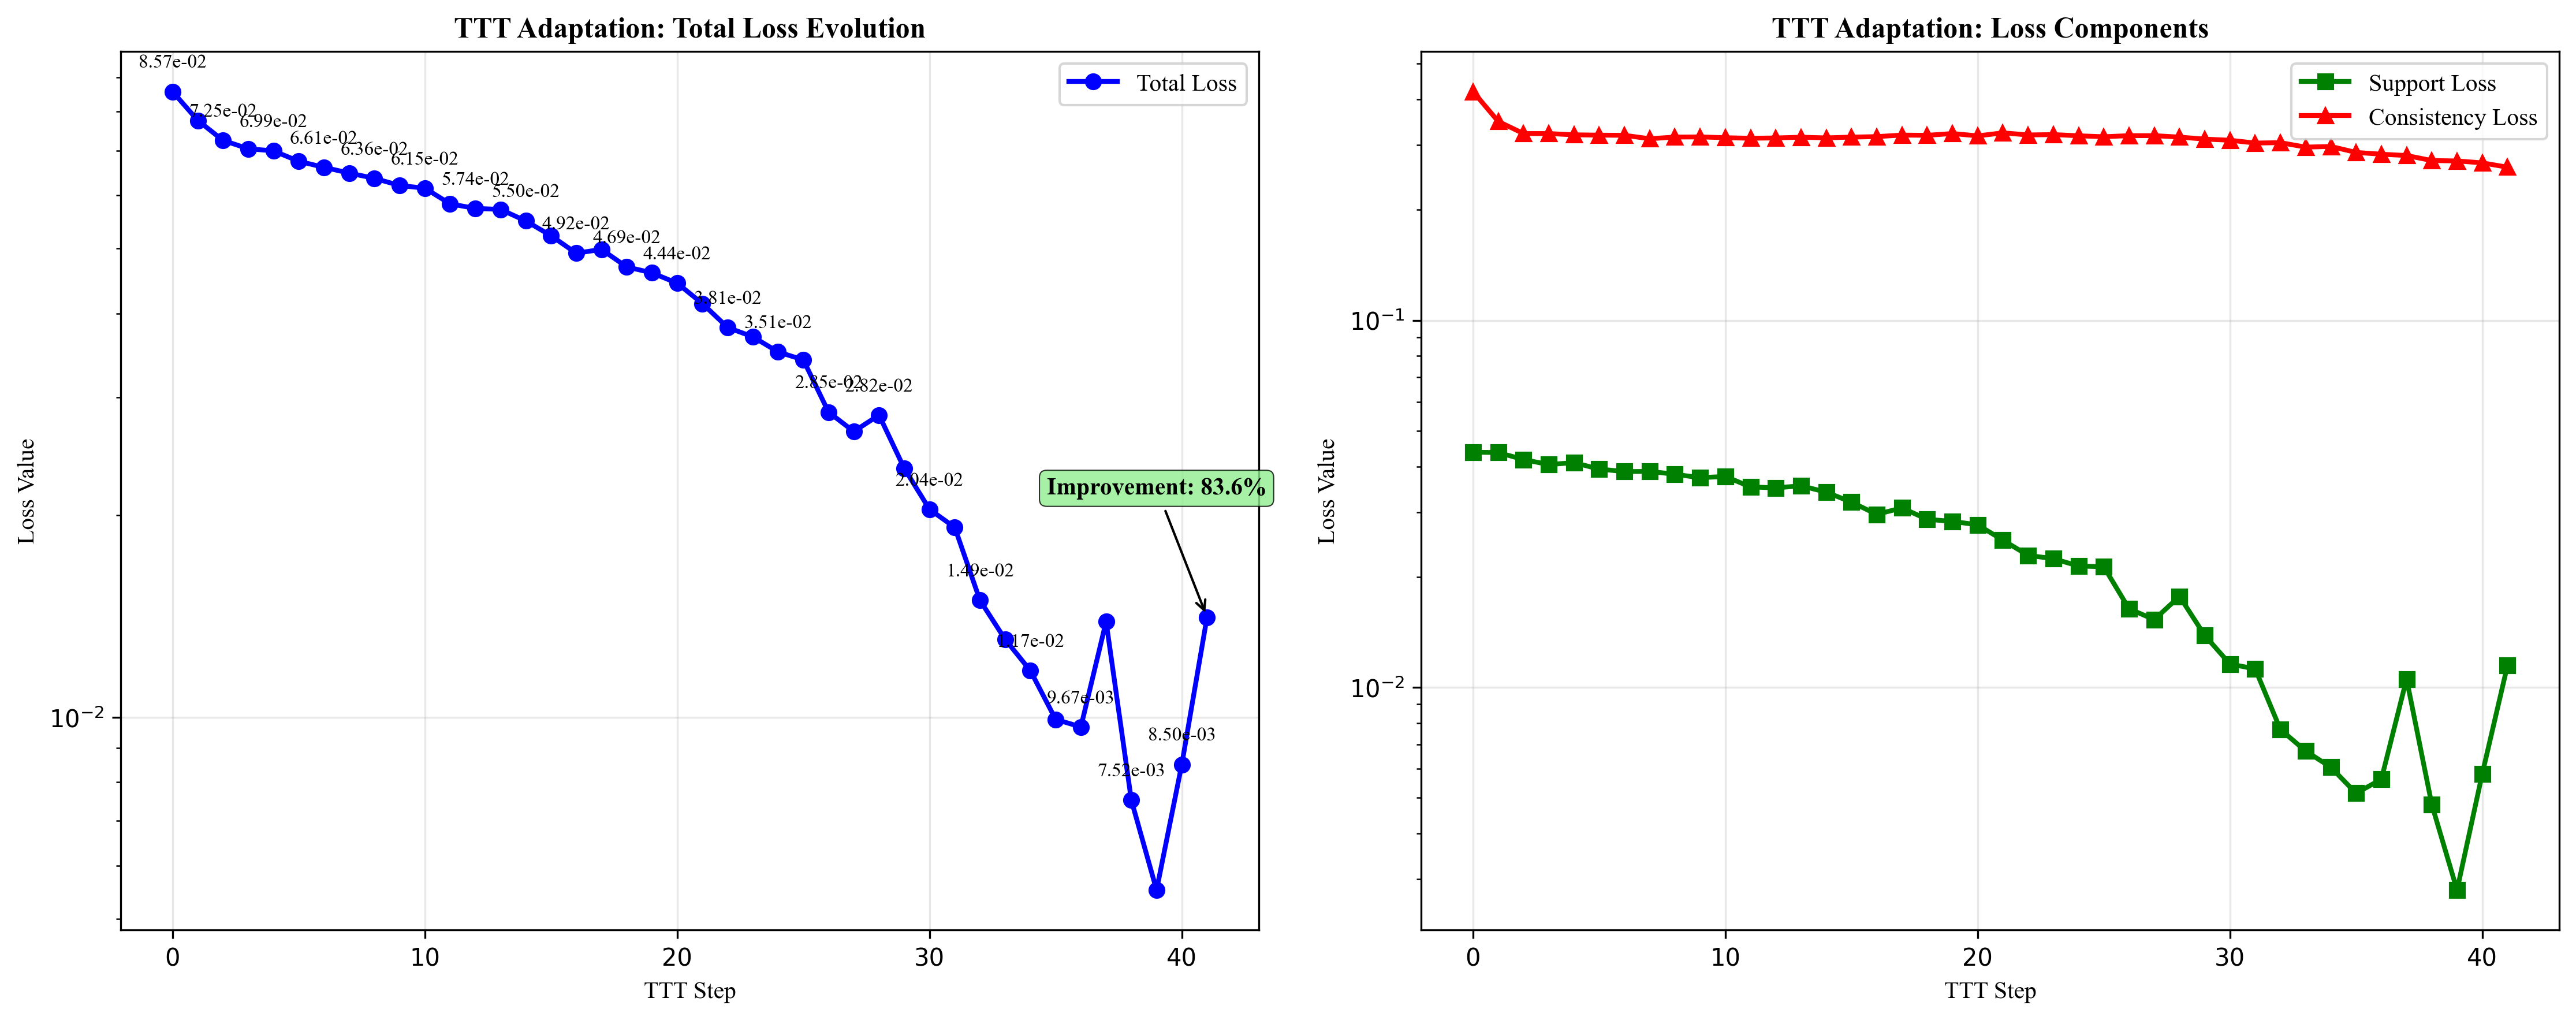 TTT Adaptation: Total Loss Evolution
8.57e-02
7.25e-02
6.99e-02
6.61e-02
6.36e-02
6.15e-02
5.74e-02
5.50e-02
4.92e-02
4.69e-02
4.44e-02
3.81e-02
3.51e-02
2.85e-02
2.82e-02
2.04e-02
1.49e-02
1.17e-02
9.67e-03
7.52e-03
8.50e-03
Total Loss
Improvement: 83.6%
Loss Value
10⁻²
0 10 20 30 40
TTT Step
TTT Adaptation: Loss Components
Support Loss
Consistency Loss
Loss Value
10⁻¹
10⁻²
0 10 20 30 40
TTT Step